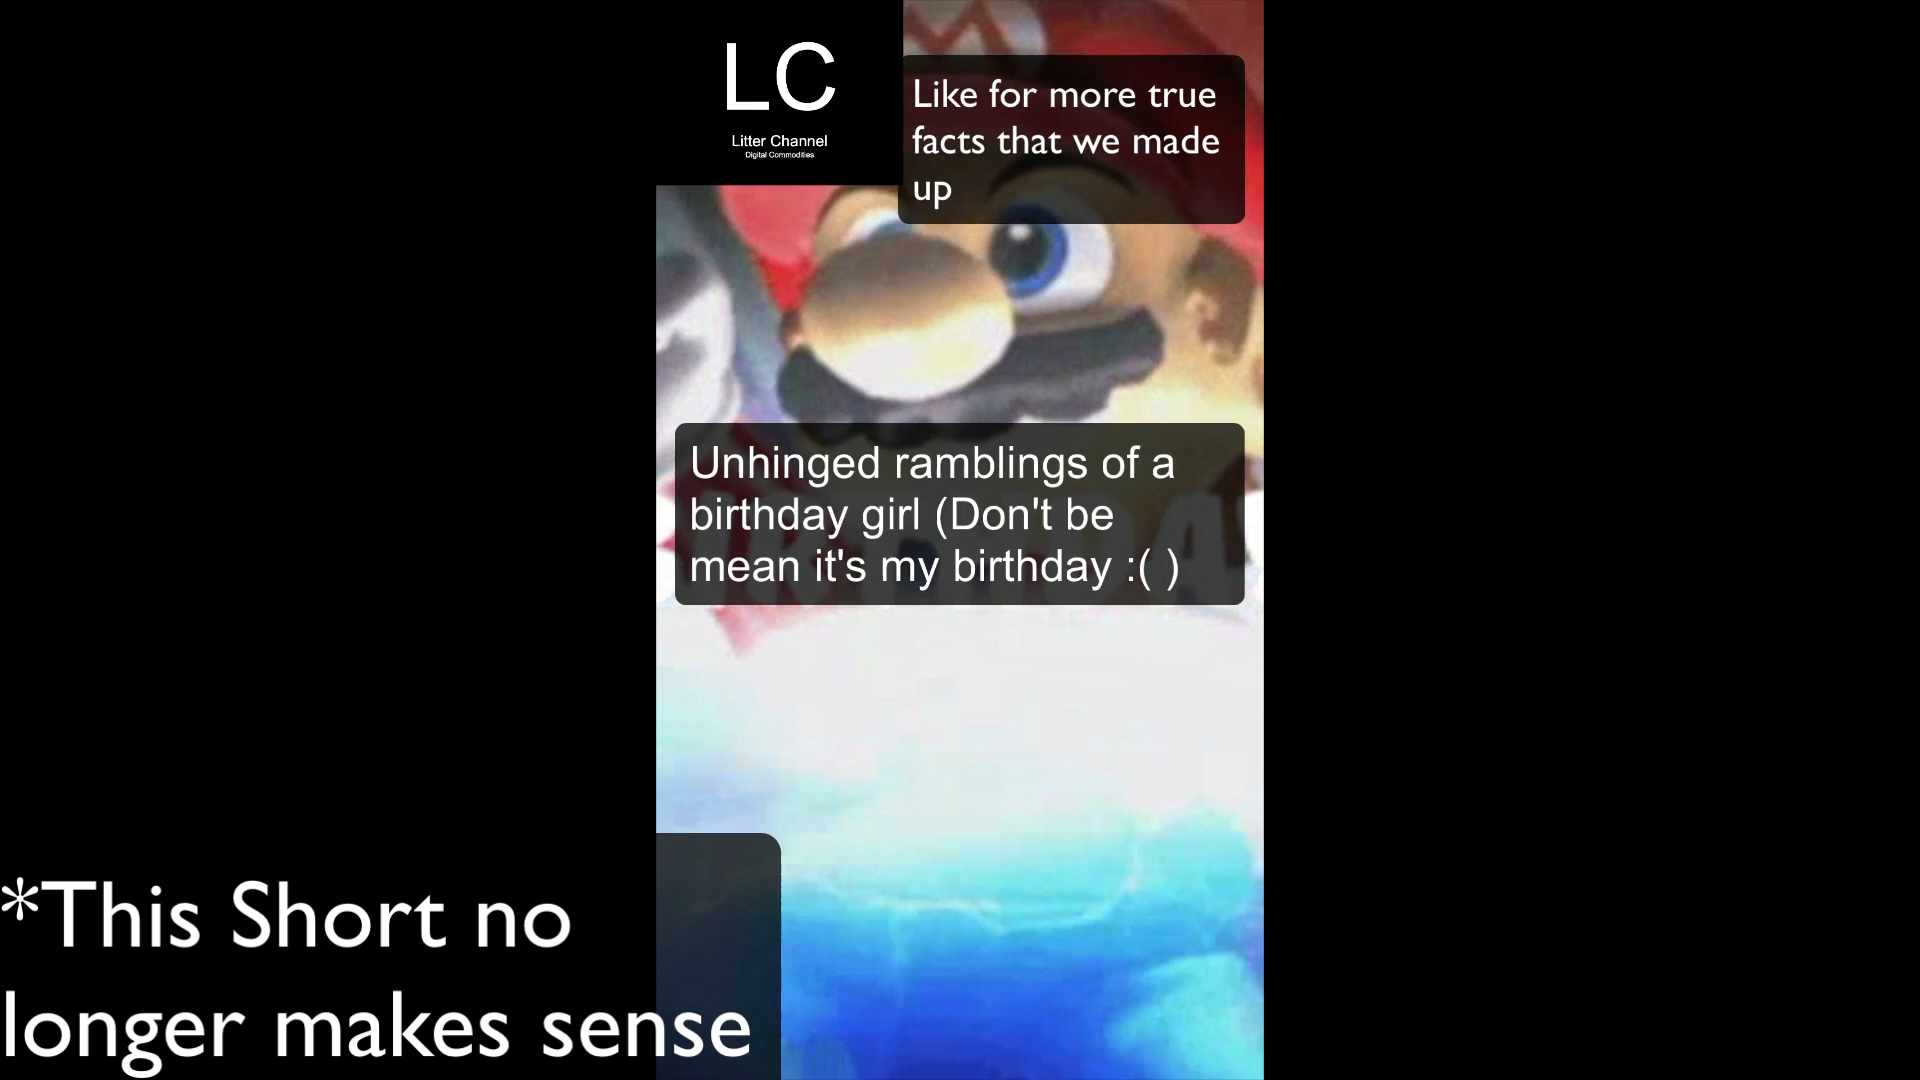 LC
Litter Channel
Digital Commodities
Like for more true
facts that we made
up
Unhinged ramblings of a
birthday girl (Don't be
mean it's my birthday :( )
*This Short no
longer makes sense